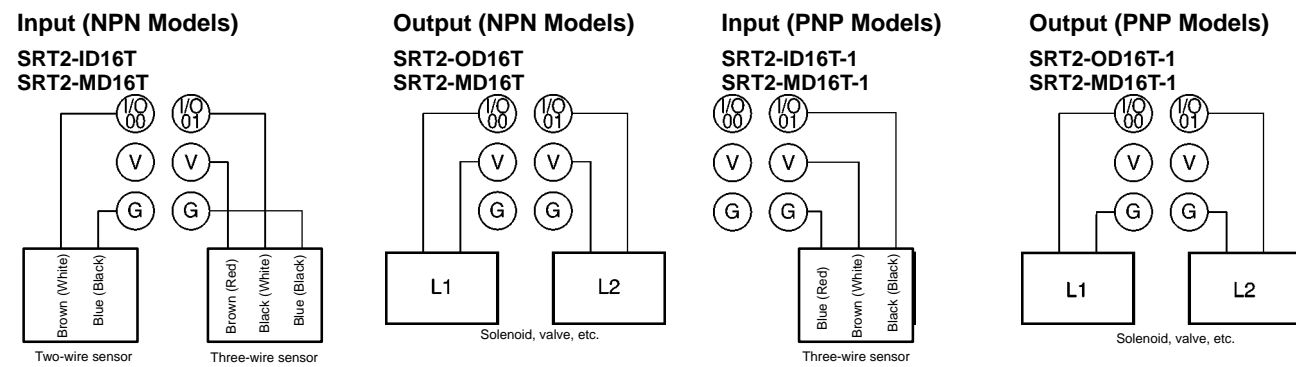 Input (NPN Models)
SRT2-ID16T
SRT2-MD16T
I/O 00
I/O 01
V
V
G
G
Brown (White)
Blue (Black)
Brown (Red)
Black (White)
Blue (Black)
Two-wire sensor
Three-wire sensor
Output (NPN Models)
SRT2-OD16T
SRT2-MD16T
I/O 00
I/O 01
V
V
G
G
L1
L2
Solenoid, valve, etc.
Input (PNP Models)
SRT2-ID16T-1
SRT2-MD16T-1
I/O 00
I/O 01
V
V
G
G
Blue (Red)
Brown (White)
Black (Black)
Three-wire sensor
Output (PNP Models)
SRT2-OD16T-1
SRT2-MD16T-1
I/O 00
I/O 01
V
V
G
G
L1
L2
Solenoid, valve, etc.